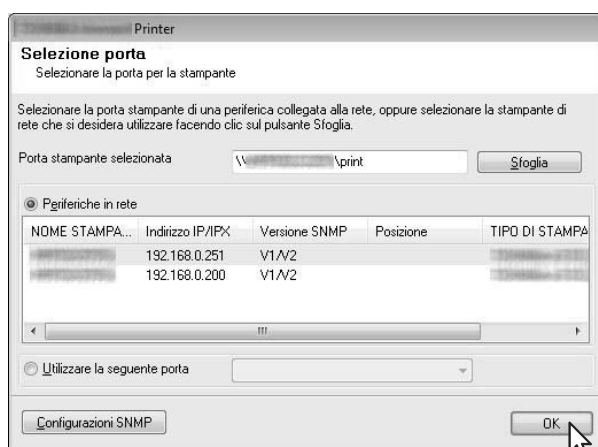 Printer
Selezione porta
Selezionare la porta per la stampante
Selezionare la porta stampante di una periferica collegata alla rete, oppure selezionare la stampante di
rete che si desidera utilizzare facendo clic sul pulsante Sfoglia.
Porta stampante selezionata \\ \print Sfoglia
Periferiche in rete
NOME STAMPA... Indirizzo IP/IPX Versione SNMP Posizione TIPO DI STAMPA
192.168.0.251 V1/V2
192.168.0.200 V1/V2
Utilizzare la seguente porta
Configurazioni SNMP OK